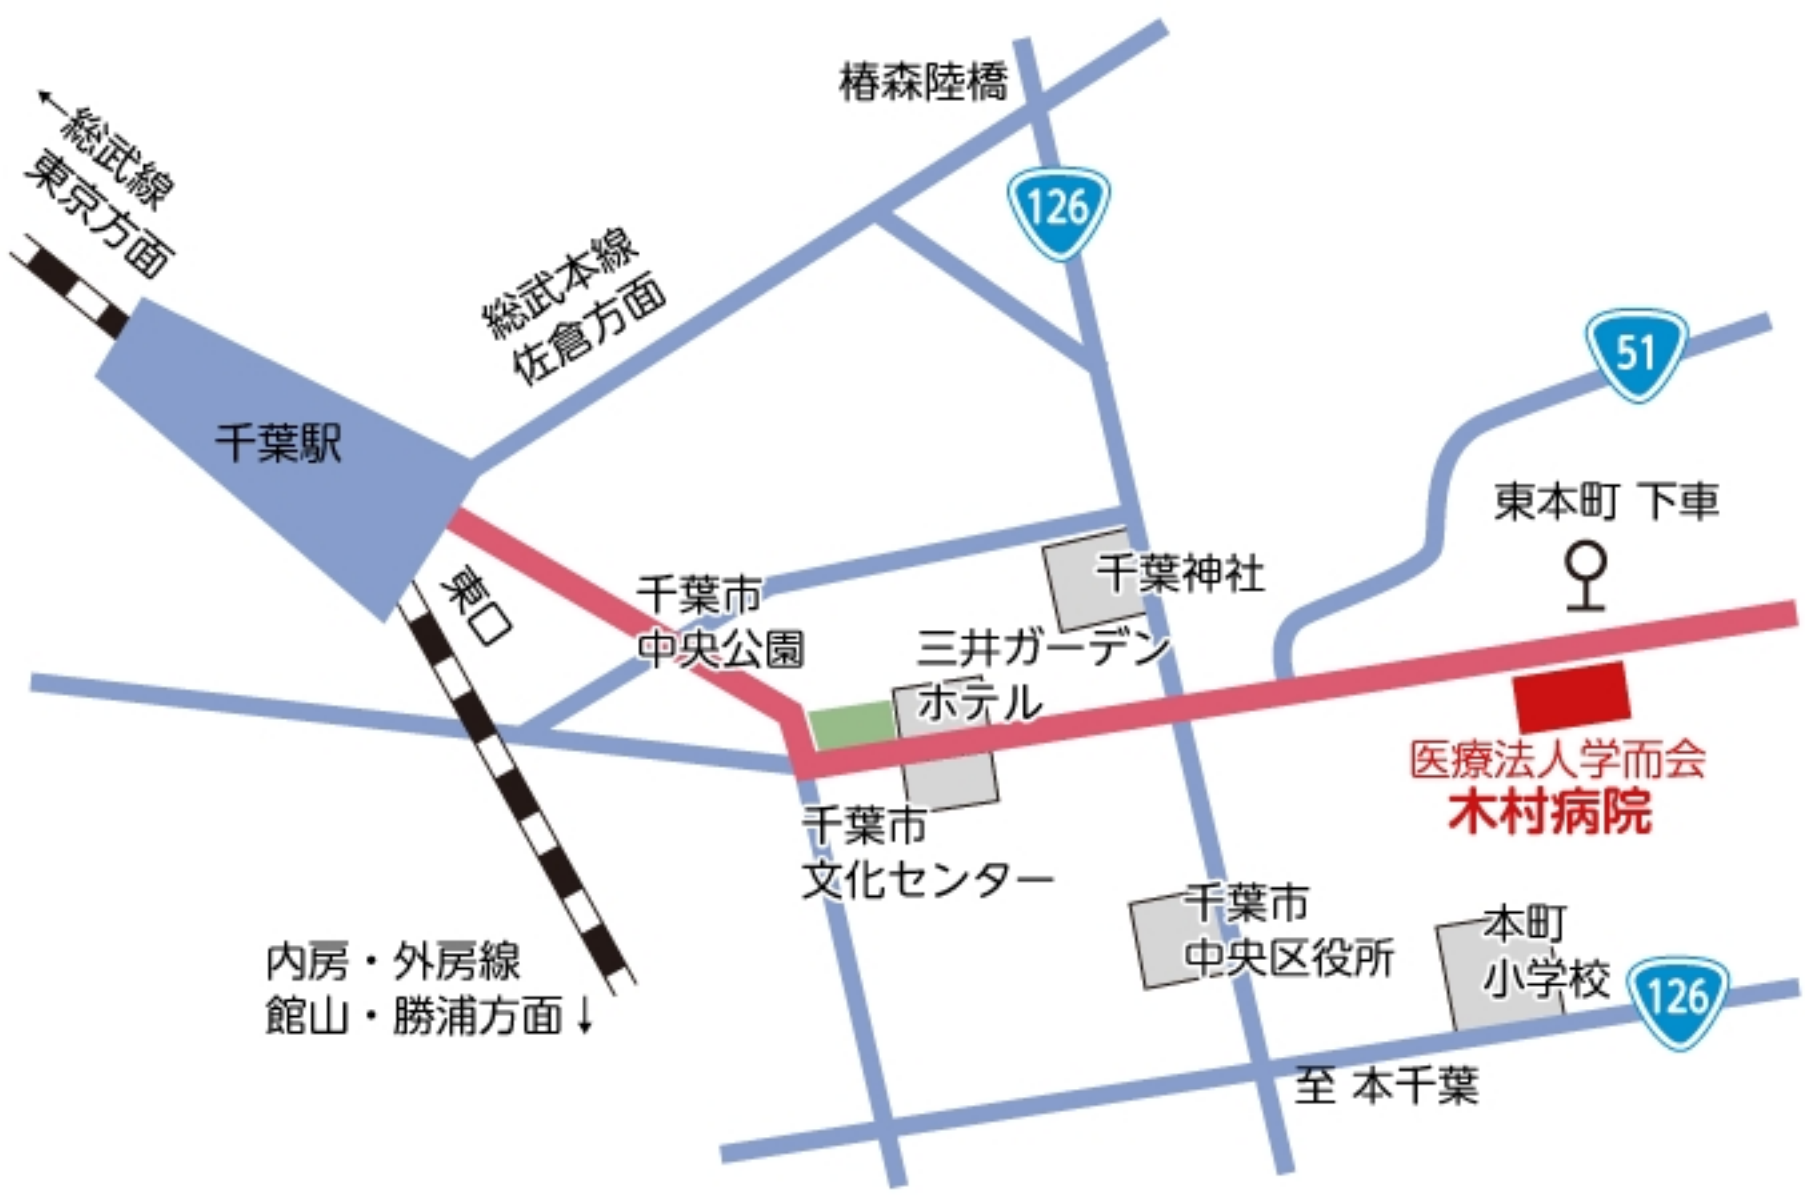 椿森陸橋
←総武線
東京方面
126
総武本線
佐倉方面
51
千葉駅
東本町 下車
東口
千葉市
中央公園
千葉神社
三井ガーデン
ホテル
医療法人学而会
木村病院
千葉市
文化センター
千葉市
中央区役所
本町
小学校
内房・外房線
館山・勝浦方面↓
126
至 本千葉